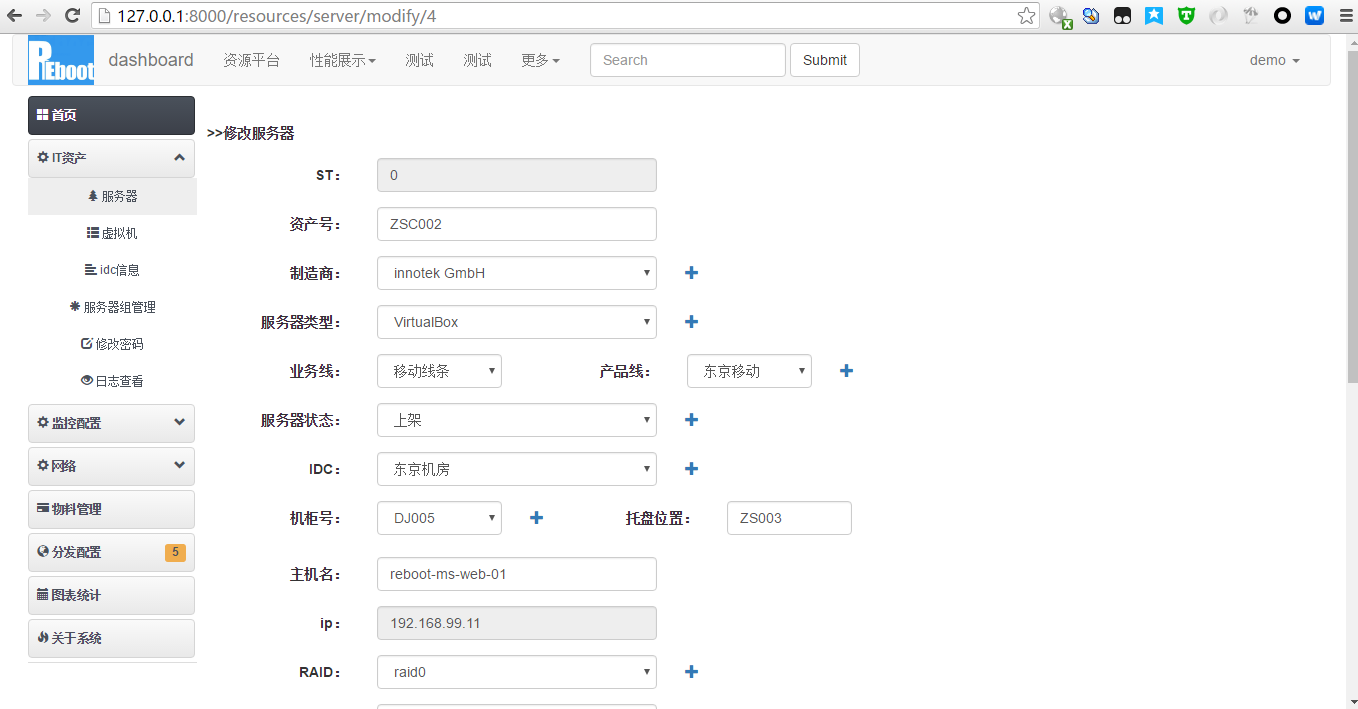 127.0.0.1:8000/resources/server/modify/4
REboot dashboard 资源平台 性能展示 测试 测试 更多 Search Submit demo
首页
IT资产
服务器
虚拟机
idc信息
服务器组管理
修改密码
日志查看
监控配置
网络
物料管理
分发配置 5
图表统计
关于系统
>>修改服务器
ST： 0
资产号： ZSC002
制造商： innotek GmbH
服务器类型： VirtualBox
业务线： 移动线条 产品线： 东京移动
服务器状态： 上架
IDC： 东京机房
机柜号： DJ005 托盘位置： ZS003
主机名： reboot-ms-web-01
ip： 192.168.99.11
RAID： raid0